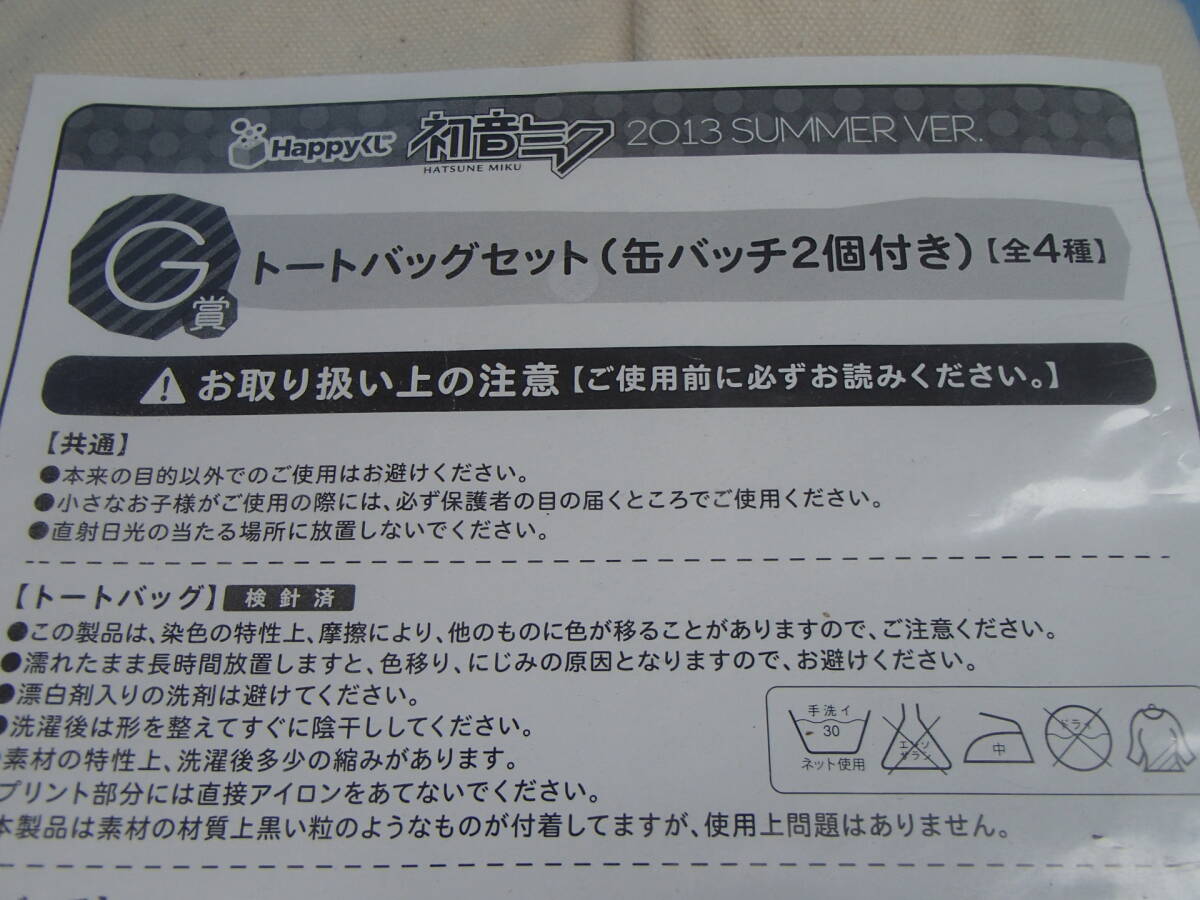 Happyくじ 初音ミク 2013 SUMMER VER.
HATSUNE MIKU
G賞 トートバッグセット（缶バッチ2個付き）【全4種】
お取り扱い上の注意【ご使用前に必ずお読みください。】
【共通】
●本来の目的以外でのご使用はお避けください。
●小さなお子様がご使用の際には、必ず保護者の目の届くところでご使用ください。
●直射日光の当たる場所に放置しないでください。
【トートバッグ】検針済
●この製品は、染色の特性上、摩擦により、他のものに色が移ることがありますので、ご注意ください。
●濡れたまま長時間放置しますと、色移り、にじみの原因となりますので、お避けください。
●漂白剤入りの洗剤は避けてください。
●洗濯後は形を整えてすぐに陰干ししてください。
●素材の特性上、洗濯後多少の縮みがあります。
プリント部分には直接アイロンをあてないでください。
本製品は素材の材質上黒い粒のようなものが付着してますが、使用上問題はありません。
手洗イ
30
ネット使用
エンソ
サラシ
中
ドライ